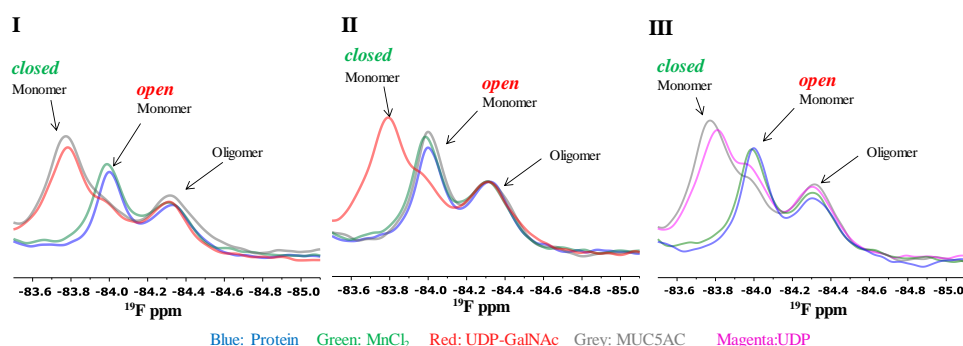 I
closed
Monomer
open
Monomer
Oligomer
-83.6 -83.8 -84.0 -84.2 -84.4 -84.6 -84.8 -85.0
19F ppm
II
closed
Monomer
open
Monomer
Oligomer
-83.6 -83.8 -84.0 -84.2 -84.4 -84.6 -84.8 -85.0
19F ppm
III
closed
Monomer
open
Monomer
Oligomer
-83.6 -83.8 -84.0 -84.2 -84.4 -84.6 -84.8 -85.0
19F ppm
Blue: Protein Green: MnCl2 Red: UDP-GalNAc Grey: MUC5AC Magenta:UDP